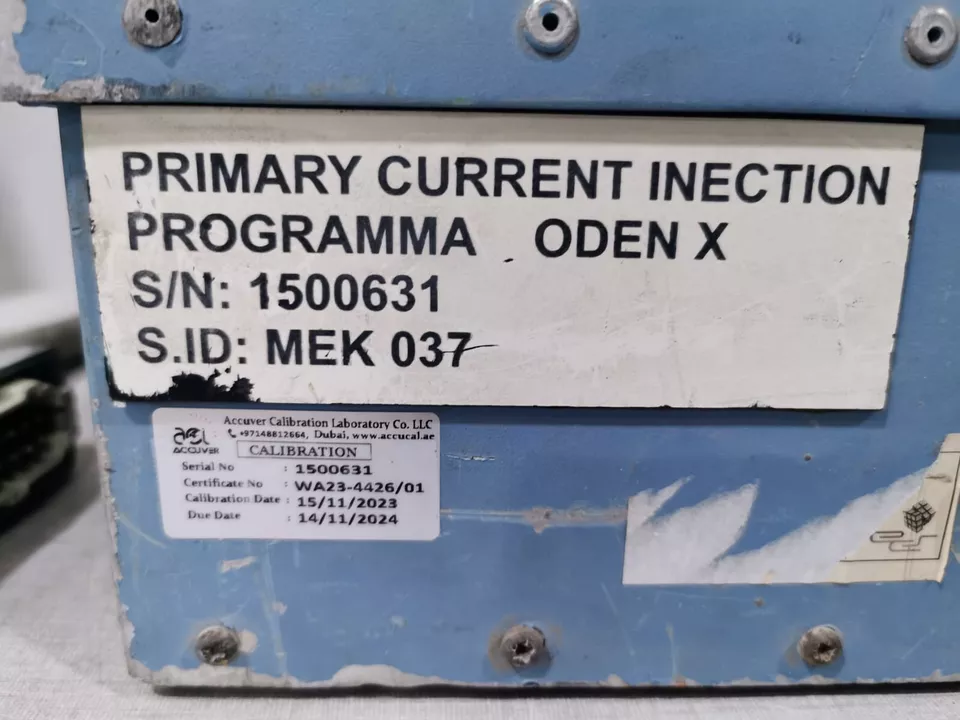 PRIMARY CURRENT INECTION
PROGRAMMA ODEN X
S/N: 1500631
S.ID: MEK 037
Accuver Calibration Laboratory Co. LLC
+97148812664, Dubai, www.accucal.ae
ACCUVER
CALIBRATION
Serial No : 1500631
Certificate No : WA23-4426/01
Calibration Date : 15/11/2023
Due Date : 14/11/2024